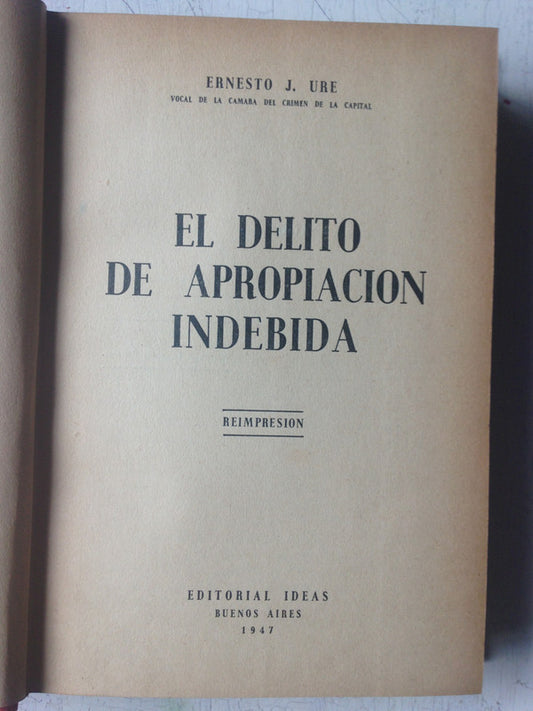 ERNESTO J. URE
VOCAL DE LA CAMARA DEL CRIMEN DE LA CAPITAL
EL DELITO
DE APROPIACION
INDEBIDA
REIMPRESION
EDITORIAL IDEAS
BUENOS AIRES
1947